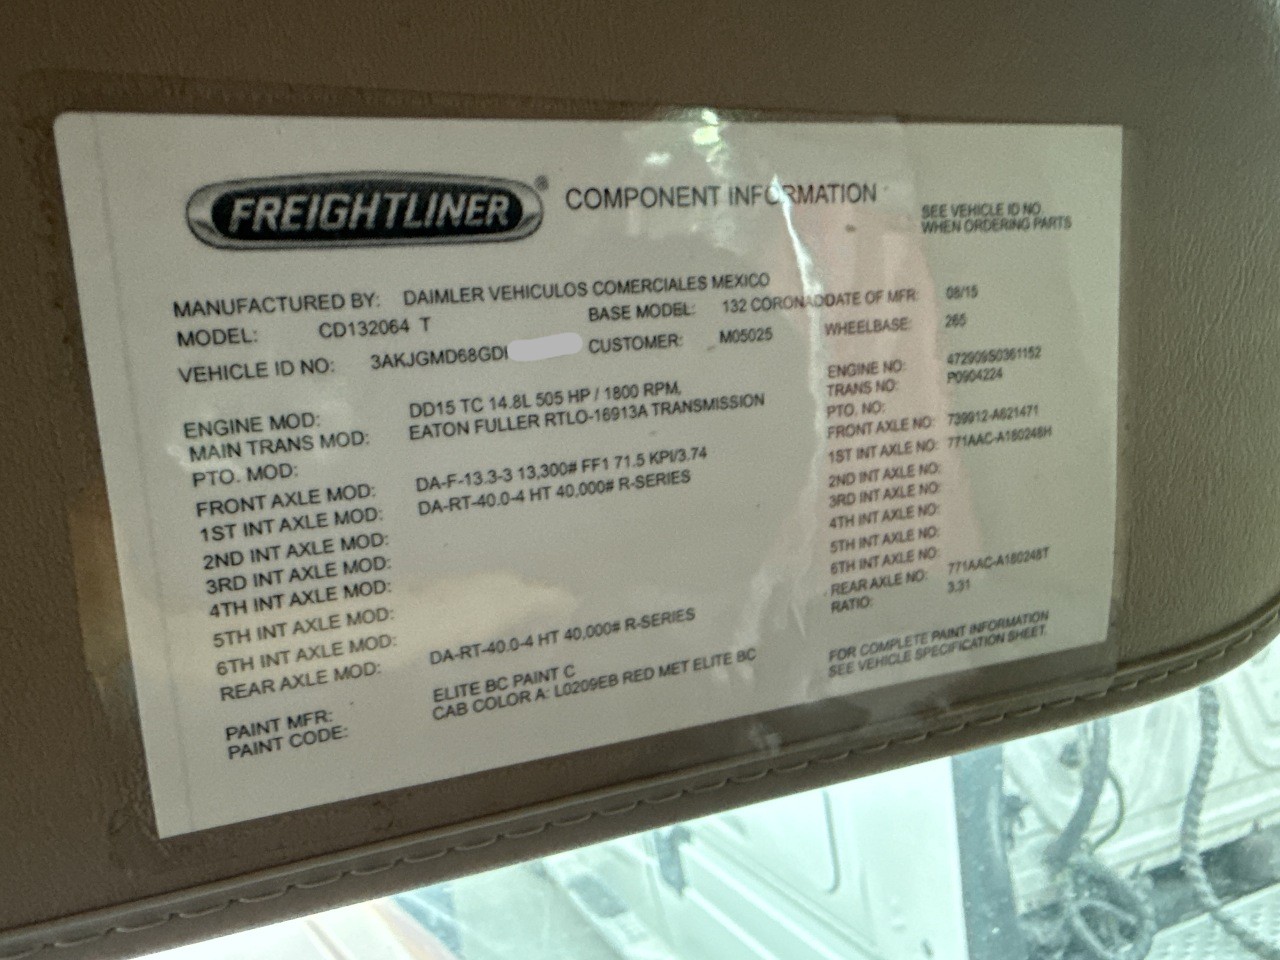 FREIGHTLINER®
COMPONENT INFORMATION
SEE VEHICLE ID NO.
WHEN ORDERING PARTS
MANUFACTURED BY: DAIMLER VEHICULOS COMERCIALES MEXICO
MODEL: CD132064 T BASE MODEL: 132 CORONADO DATE OF MFR: 08/15
VEHICLE ID NO: 3AKJGMD68GD CUSTOMER: M05025 WHEELBASE: 265
ENGINE MOD: DD15 TC 14.8L 505 HP / 1800 RPM, ENGINE NO: 472909S0361152
MAIN TRANS MOD: EATON FULLER RTLO-16913A TRANSMISSION TRANS NO: P0904224
PTO. MOD: PTO. NO:
FRONT AXLE MOD: DA-F-13.3-3 13,300# FF1 71.5 KPI/3.74 FRONT AXLE NO: 739912-A621471
1ST INT AXLE MOD: DA-RT-40.0-4 HT 40,000# R-SERIES 1ST INT AXLE NO: 771AAC-A180248H
2ND INT AXLE MOD: 2ND INT AXLE NO:
3RD INT AXLE MOD: 3RD INT AXLE NO:
4TH INT AXLE MOD: 4TH INT AXLE NO:
5TH INT AXLE MOD: 5TH INT AXLE NO:
6TH INT AXLE MOD: 6TH INT AXLE NO:
REAR AXLE MOD: DA-RT-40.0-4 HT 40,000# R-SERIES REAR AXLE NO: 771AAC-A180248T
RATIO: 3.31
PAINT MFR: ELITE BC PAINT C
PAINT CODE: CAB COLOR A: L0209EB RED MET ELITE BC
FOR COMPLETE PAINT INFORMATION
SEE VEHICLE SPECIFICATION SHEET.